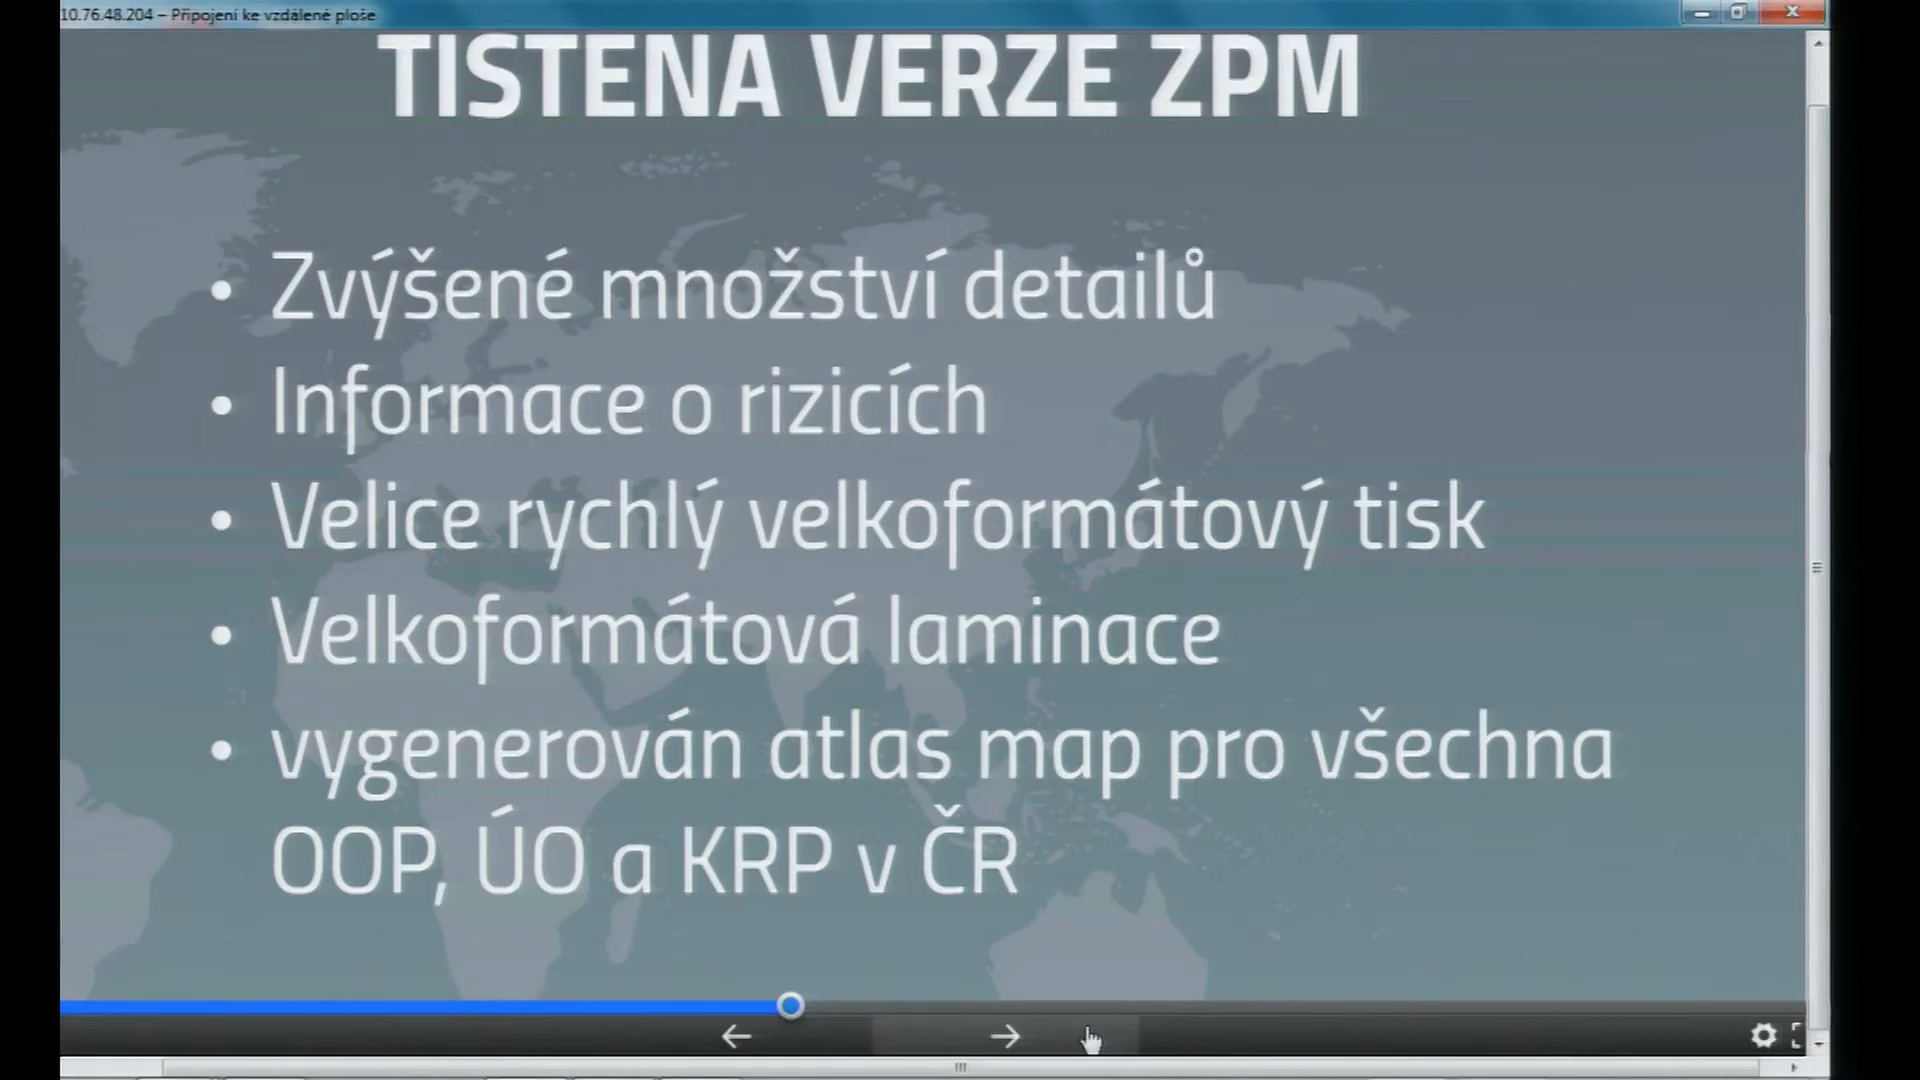 10.76.48.204 – Připojení ke vzdálené ploše
TISTENA VERZE ZPM
• Zvýšené množství detailů
• Informace o rizicích
• Velice rychlý velkoformátový tisk
• Velkoformátová laminace
• vygenerován atlas map pro všechna
OOP, ÚO a KRP v ČR